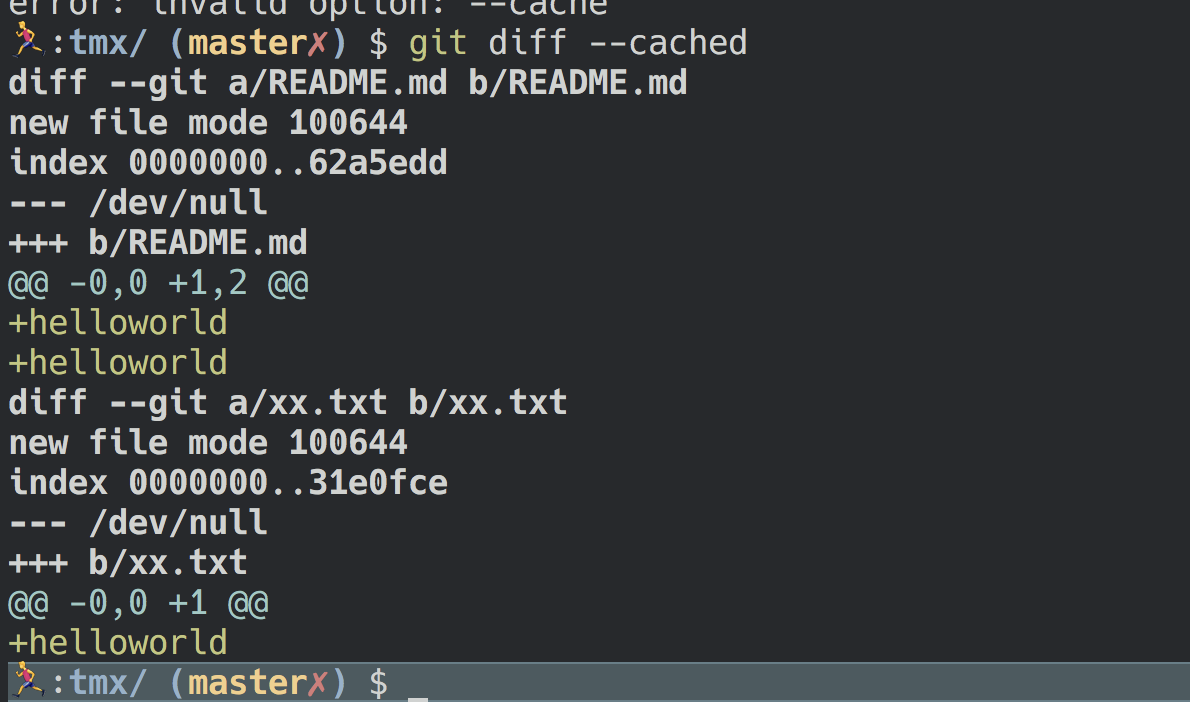 error: invalid option: --cache
🏃:tmx/ (master✗) $ git diff --cached
diff --git a/README.md b/README.md
new file mode 100644
index 0000000..62a5edd
--- /dev/null
+++ b/README.md
@@ -0,0 +1,2 @@
+helloworld
+helloworld
diff --git a/xx.txt b/xx.txt
new file mode 100644
index 0000000..31e0fce
--- /dev/null
+++ b/xx.txt
@@ -0,0 +1 @@
+helloworld
🏃:tmx/ (master✗) $ _